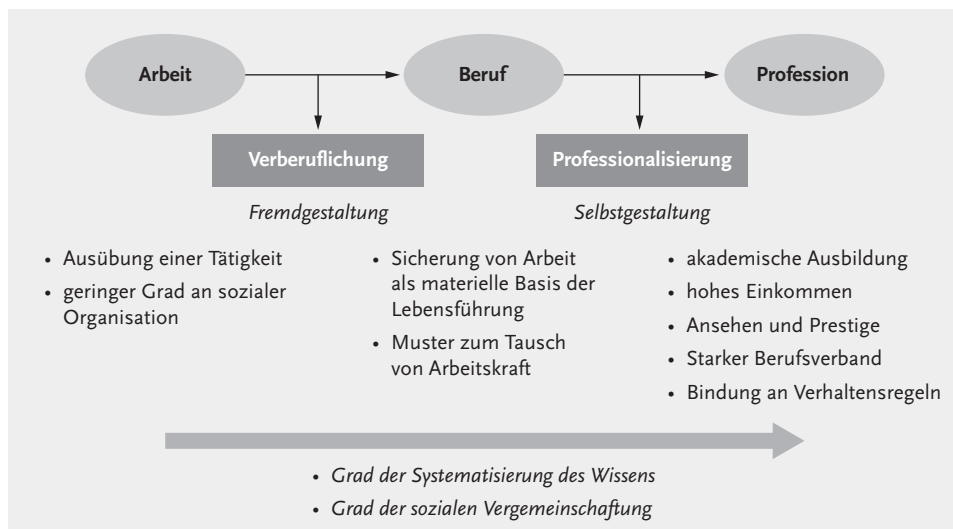 Arbeit
Beruf
Profession
Verberuflichung
Professionalisierung
Fremdgestaltung
Selbstgestaltung
• Ausübung einer Tätigkeit
• geringer Grad an sozialer
Organisation
• Sicherung von Arbeit
als materielle Basis der
Lebensführung
• Muster zum Tausch
von Arbeitskraft
• akademische Ausbildung
• hohes Einkommen
• Ansehen und Prestige
• Starker Berufsverband
• Bindung an Verhaltensregeln
• Grad der Systematisierung des Wissens
• Grad der sozialen Vergemeinschaftung